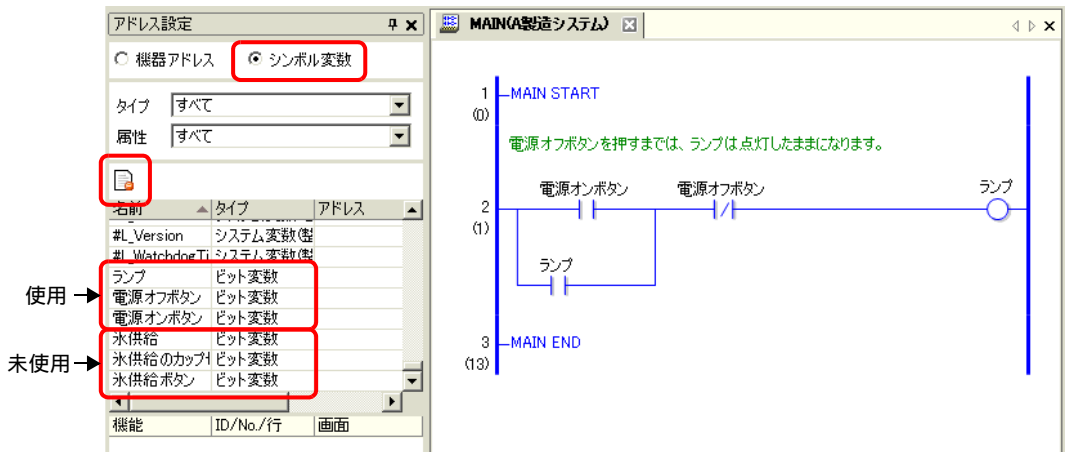 アドレス設定
機器アドレス
シンボル変数
タイプ すべて
属性 すべて
名前 タイプ アドレス
#L_Version システム変数(整
#L_WatchdogTi システム変数(整
ランプ ビット変数
電源オフボタン ビット変数
電源オンボタン ビット変数
氷供給 ビット変数
氷供給のカップ ビット変数
氷供給ボタン ビット変数
機能 ID/No./行 画面
使用
未使用
MAIN(A製造システム)
1 MAIN START
(0)
電源オフボタンを押すまでは、ランプは点灯したままになります。
電源オンボタン 電源オフボタン ランプ
2
(1)
ランプ
3 MAIN END
(13)